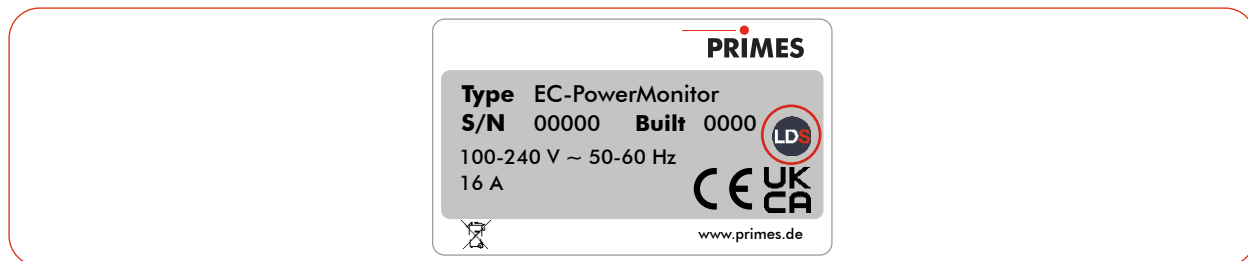 PRIMES
Type EC-PowerMonitor
S/N 00000 Built 0000
LDS
100-240 V ~ 50-60 Hz
16 A
CE UK
CA
www.primes.de